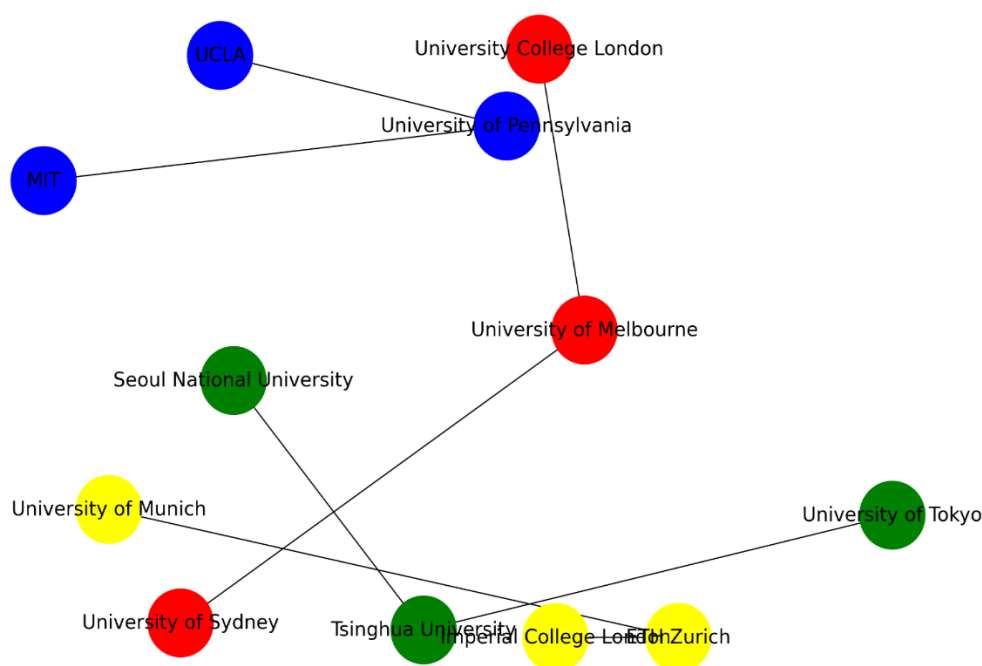 University College London
UCLA
University of Pennsylvania
MIT
University of Melbourne
Seoul National University
University of Munich
University of Tokyo
University of Sydney
Tsinghua University
Imperial College London
ETH Zurich